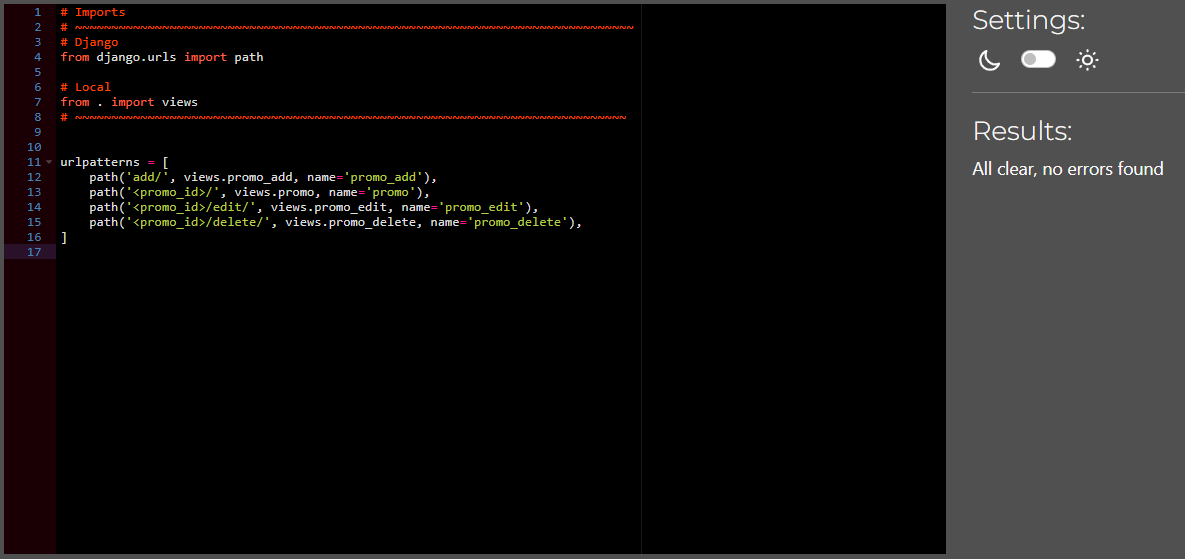 1 # Imports
2 # ~~~~~~~~~~~~~~~~~~~~~~~~~~~~~~~~~~~~~~~~~~~~~~~~~~~~~~~~~~~~~~~~~~~~~~~~~~~~~
3 # Django
4 from django.urls import path
5
6 # Local
7 from . import views
8 # ~~~~~~~~~~~~~~~~~~~~~~~~~~~~~~~~~~~~~~~~~~~~~~~~~~~~~~~~~~~~~~~~~~~~~~~~~~~~
9
10
11 urlpatterns = [
12     path('add/', views.promo_add, name='promo_add'),
13     path('<promo_id>/', views.promo, name='promo'),
14     path('<promo_id>/edit/', views.promo_edit, name='promo_edit'),
15     path('<promo_id>/delete/', views.promo_delete, name='promo_delete'),
16 ]
17
Settings:
Results:
All clear, no errors found